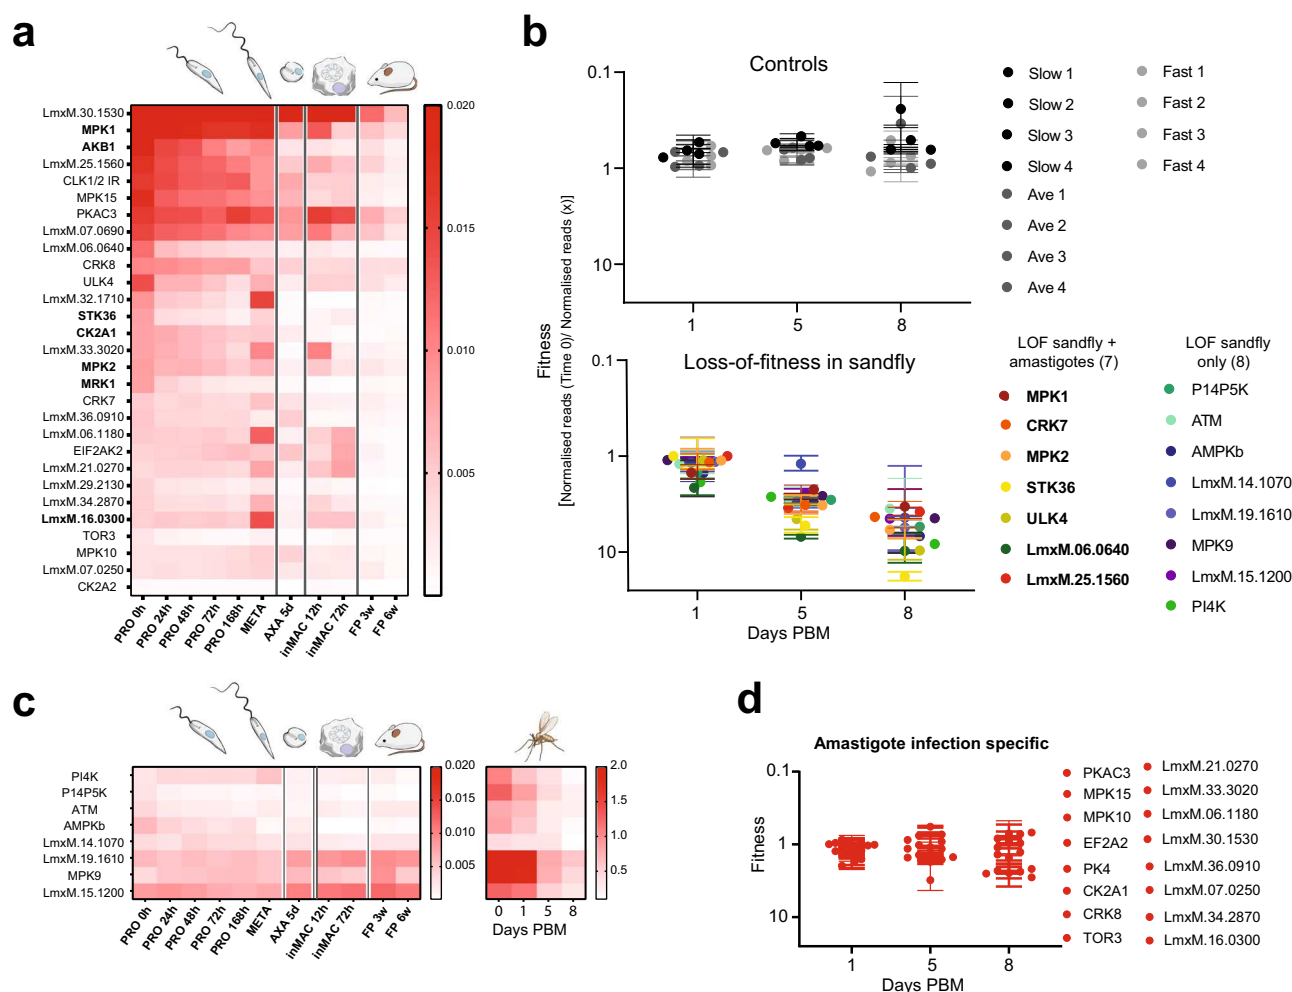 a
LmxM.30.1530
MPK1
AKB1
LmxM.25.1560
CLK1/2 IR
MPK15
PKAC3
LmxM.07.0690
LmxM.06.0640
CRK8
ULK4
LmxM.32.1710
STK36
CK2A1
LmxM.33.3020
MPK2
MRK1
CRK7
LmxM.36.0910
LmxM.06.1180
EIF2AK2
LmxM.21.0270
LmxM.29.2130
LmxM.34.2870
LmxM.16.0300
TOR3
MPK10
LmxM.07.0250
CK2A2
PRO 0h
PRO 24h
PRO 48h
PRO 72h
PRO 168h
META
AXA 5d
inMAC 12h
inMAC 72h
FP 3w
FP 6w
0.020
0.015
0.010
0.005
b
Fitness
[Normalised reads (Time 0)/ Normalised reads (x)]
Controls
0.1
1
10
1 5 8
Slow 1
Slow 2
Slow 3
Slow 4
Ave 1
Ave 2
Ave 3
Ave 4
Fast 1
Fast 2
Fast 3
Fast 4
Loss-of-fitness in sandfly
0.1
1
10
1 5 8
Days PBM
LOF sandfly +
amastigotes (7)
MPK1
CRK7
MPK2
STK36
ULK4
LmxM.06.0640
LmxM.25.1560
LOF sandfly
only (8)
P14P5K
ATM
AMPKb
LmxM.14.1070
LmxM.19.1610
MPK9
LmxM.15.1200
PI4K
c
PI4K
P14P5K
ATM
AMPKb
LmxM.14.1070
LmxM.19.1610
MPK9
LmxM.15.1200
PRO 0h
PRO 24h
PRO 48h
PRO 72h
PRO 168h
META
AXA 5d
inMAC 12h
inMAC 72h
FP 3w
FP 6w
0.020
0.015
0.010
0.005
0 1 5 8
Days PBM
2.0
1.5
1.0
0.5
d
Amastigote infection specific
Fitness
0.1
1
10
1 5 8
Days PBM
PKAC3
MPK15
MPK10
EF2A2
PK4
CK2A1
CRK8
TOR3
LmxM.21.0270
LmxM.33.3020
LmxM.06.1180
LmxM.30.1530
LmxM.36.0910
LmxM.07.0250
LmxM.34.2870
LmxM.16.0300